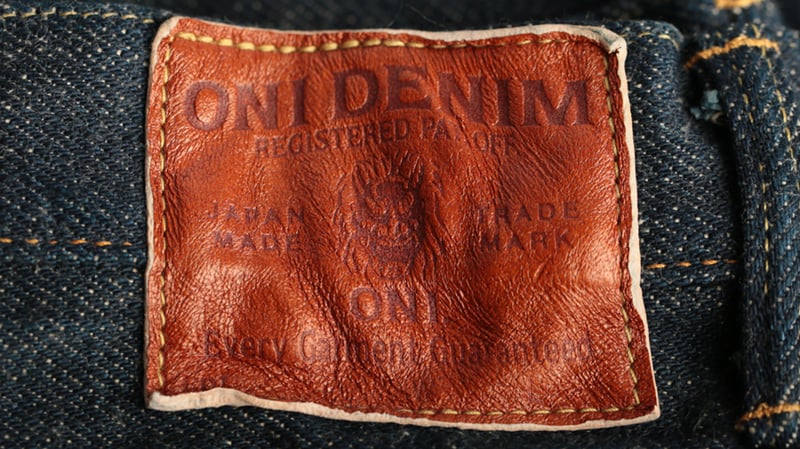 ONI DENIM
REGISTERED PAT OFF.
JAPAN MADE
TRADE MARK
ONI
Every Garment Guaranteed